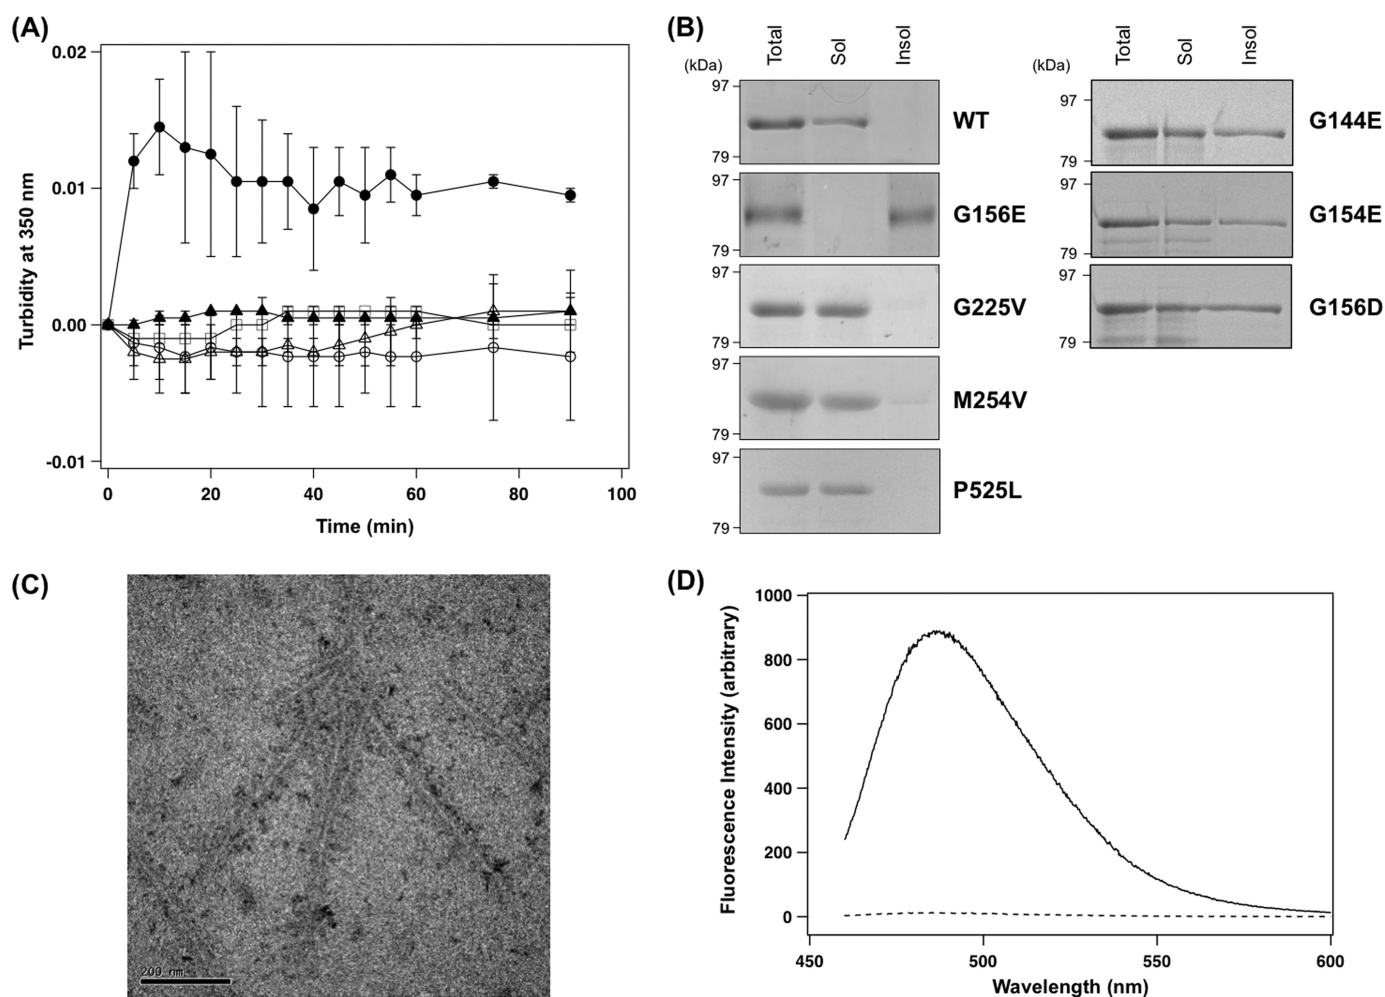 (A)
0.02
0.01
0.00
-0.01
Turbidity at 350 nm
0 20 40 60 80 100
Time (min)
(B)
(kDa) Total Sol Insol
97
79
WT
97
79
G156E
97
79
G225V
97
79
M254V
97
79
P525L
(kDa) Total Sol Insol
97
79
G144E
97
79
G154E
97
79
G156D
(C)
200 nm
(D)
1000
800
600
400
200
0
Fluorescence Intensity (arbitrary)
450 500 550 600
Wavelength (nm)